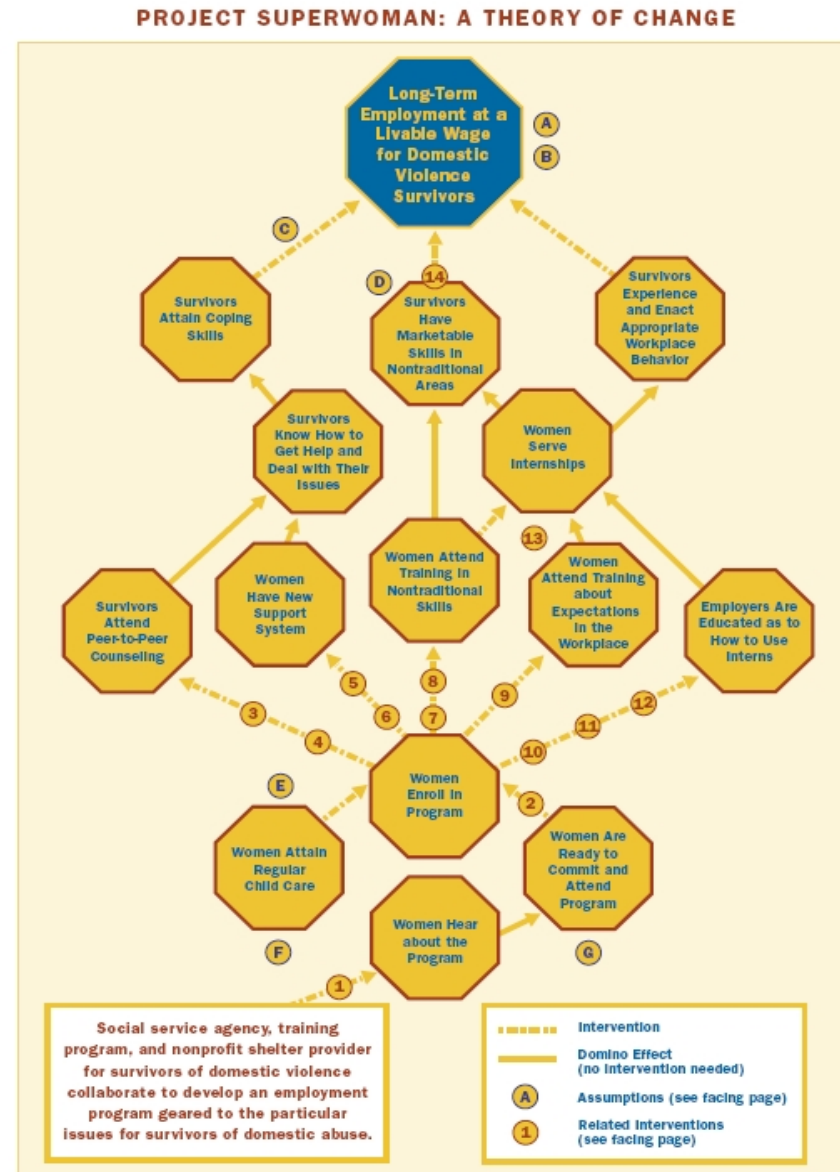 PROJECT SUPERWOMAN: A THEORY OF CHANGE
Long-Term
Employment at a
Livable Wage
for Domestic
Violence
Survivors
A
B
C
Survivors
Attain Coping
Skills
D
14
Survivors
Have
Marketable
Skills in
Nontraditional
Areas
Survivors
Experience
and Enact
Appropriate
Workplace
Behavior
Survivors
Know How to
Get Help and
Deal with Their
Issues
Women
Serve
Internships
13
Survivors
Attend
Peer-to-Peer
Counseling
Women
Have New
Support
System
Women Attend
Training in
Nontraditional
Skills
Women
Attend Training
about
Expectations
in the
Workplace
Employers Are
Educated as to
How to Use
Interns
3
4
5
6
8
7
9
10
11
12
Women
Enroll in
Program
E
2
Women Attain
Regular
Child Care
F
Women Are
Ready to
Commit and
Attend
Program
G
Women Hear
about the
Program
1
Social service agency, training
program, and nonprofit shelter provider
for survivors of domestic violence
collaborate to develop an employment
program geared to the particular
issues for survivors of domestic abuse.
Intervention
Domino Effect
(no intervention needed)
A Assumptions (see facing page)
1 Related Interventions
(see facing page)